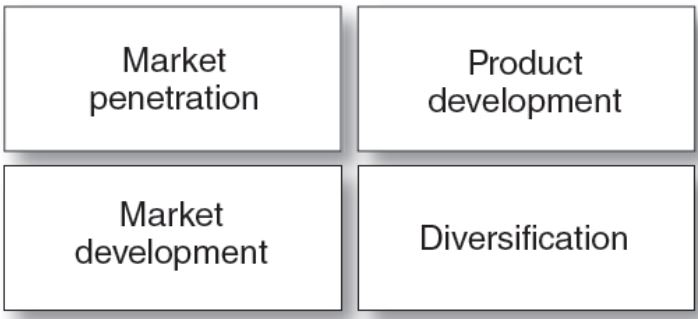 Market
penetration
Product
development
Market
development
Diversification